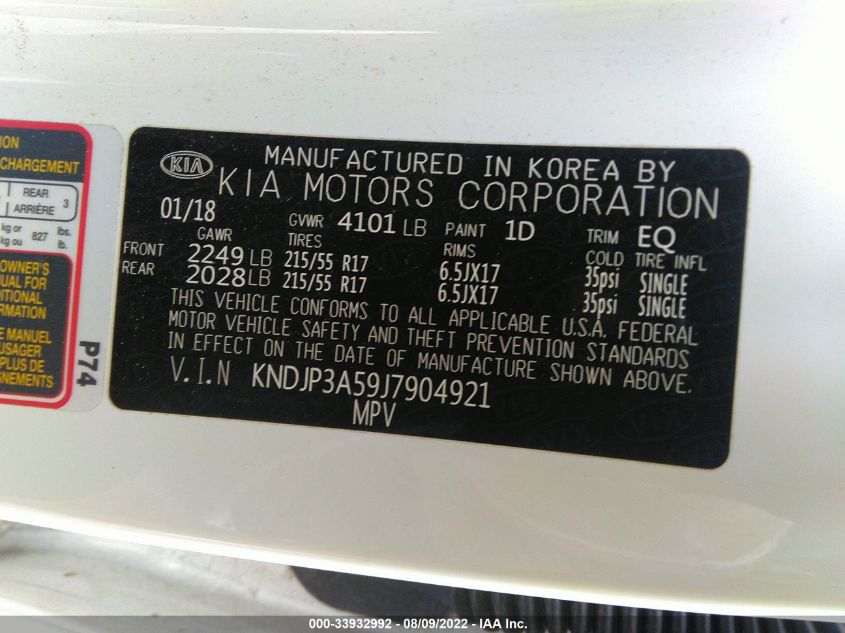 ION
CHARGEMENT
REAR 3
ARRIÈRE
kg or lbs.
kg ou 827 lb.
OWNER'S
FOR
MATION
E MANUEL
USAGER
PLUS DE
GNEMENTS
P74
KIA
MANUFACTURED IN KOREA BY
KIA MOTORS CORPORATION
01/18 GVWR 4101 LB PAINT 1D TRIM EQ
GAWR TIRES RIMS COLD TIRE INFL
FRONT 2249 LB 215/55 R17 6.5JX17 35psi SINGLE
REAR 2028 LB 215/55 R17 6.5JX17 35psi SINGLE
THIS VEHICLE CONFORMS TO ALL APPLICABLE U.S.A. FEDERAL
MOTOR VEHICLE SAFETY AND THEFT PREVENTION STANDARDS
IN EFFECT ON THE DATE OF MANUFACTURE SHOWN ABOVE.
V.I.N KNDJP3A59J7904921
MPV
000-33932992 - 08/09/2022 - IAA Inc.